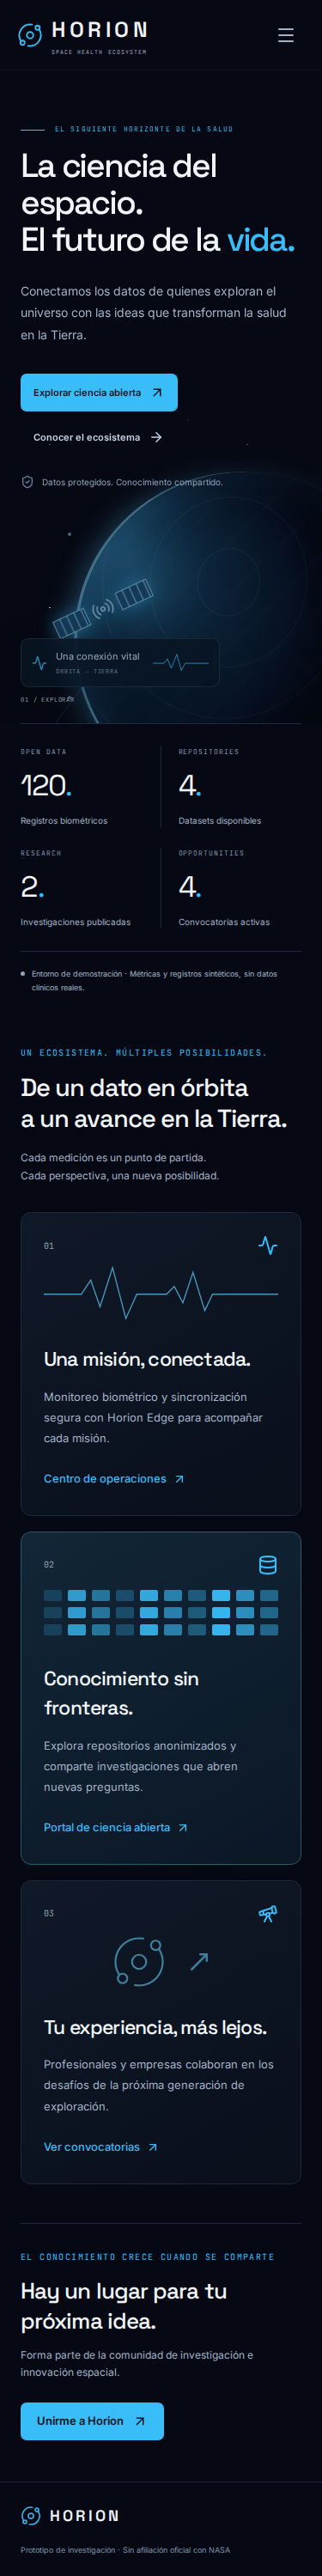 HORION
SPACE HEALTH ECOSYSTEM
EL SIGUIENTE HORIZONTE DE LA SALUD
La ciencia del
espacio.
El futuro de la vida.
Conectamos los datos de quienes exploran el
universo con las ideas que transforman la salud
en la Tierra.
Explorar ciencia abierta
Conocer el ecosistema
Datos protegidos. Conocimiento compartido.
Una conexión vital
ÓRBITA — TIERRA
01 / EXPLORAR
OPEN DATA
120.
Registros biométricos
REPOSITORIES
4.
Datasets disponibles
RESEARCH
2.
Investigaciones publicadas
OPPORTUNITIES
4.
Convocatorias activas
Entorno de demostración · Métricas y registros sintéticos, sin datos
clínicos reales.
UN ECOSISTEMA. MÚLTIPLES POSIBILIDADES.
De un dato en órbita
a un avance en la Tierra.
Cada medición es un punto de partida.
Cada perspectiva, una nueva posibilidad.
01
Una misión, conectada.
Monitoreo biométrico y sincronización
segura con Horion Edge para acompañar
cada misión.
Centro de operaciones
02
Conocimiento sin
fronteras.
Explora repositorios anonimizados y
comparte investigaciones que abren
nuevas preguntas.
Portal de ciencia abierta
03
Tu experiencia, más lejos.
Profesionales y empresas colaboran en los
desafíos de la próxima generación de
exploración.
Ver convocatorias
EL CONOCIMIENTO CRECE CUANDO SE COMPARTE
Hay un lugar para tu
próxima idea.
Forma parte de la comunidad de investigación e
innovación espacial.
Unirme a Horion
HORION
Prototipo de investigación · Sin afiliación oficial con NASA